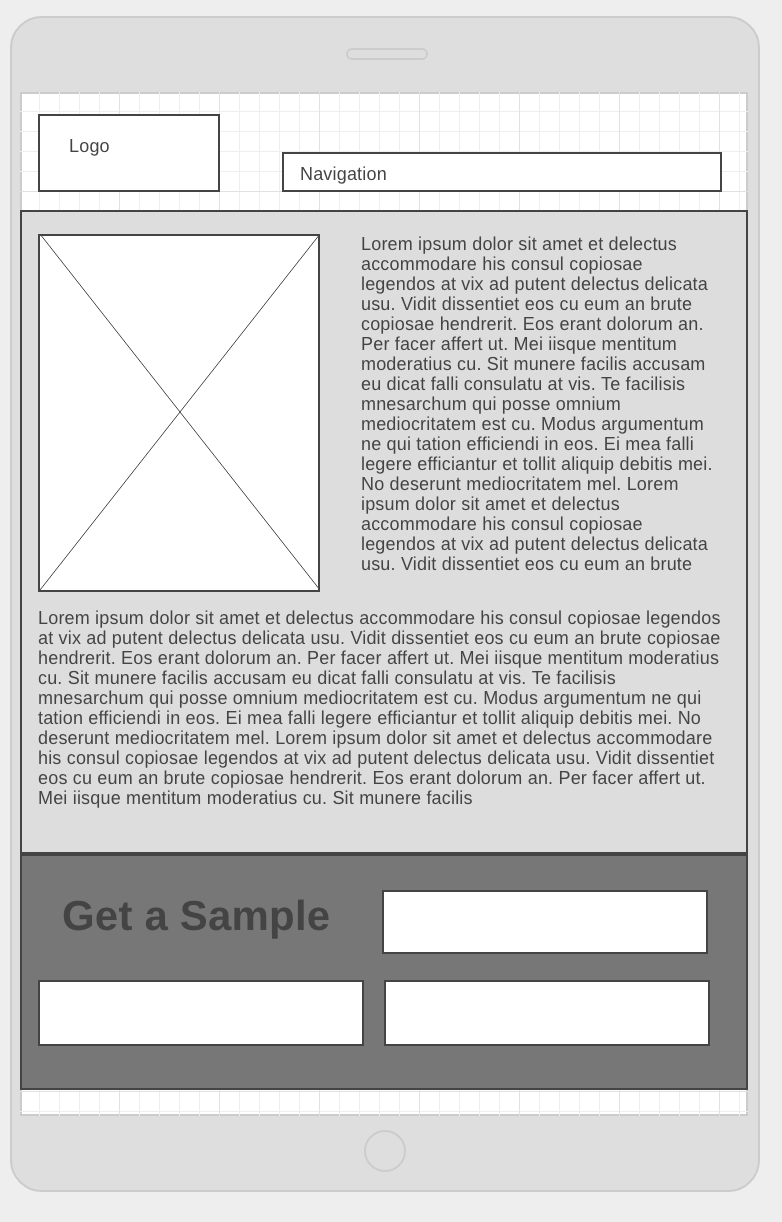 Logo
Navigation
Lorem ipsum dolor sit amet et delectus
accommodare his consul copiosae
legendos at vix ad putent delectus delicata
usu. Vidit dissentiet eos cu eum an brute
copiosae hendrerit. Eos erant dolorum an.
Per facer affert ut. Mei iisque mentitum
moderatius cu. Sit munere facilis accusam
eu dicat falli consulatu at vis. Te facilisis
mnesarchum qui posse omnium
mediocritatem est cu. Modus argumentum
ne qui tation efficiendi in eos. Ei mea falli
legere efficiantur et tollit aliquip debitis mei.
No deserunt mediocritatem mel. Lorem
ipsum dolor sit amet et delectus
accommodare his consul copiosae
legendos at vix ad putent delectus delicata
usu. Vidit dissentiet eos cu eum an brute
Lorem ipsum dolor sit amet et delectus accommodare his consul copiosae legendos
at vix ad putent delectus delicata usu. Vidit dissentiet eos cu eum an brute copiosae
hendrerit. Eos erant dolorum an. Per facer affert ut. Mei iisque mentitum moderatius
cu. Sit munere facilis accusam eu dicat falli consulatu at vis. Te facilisis
mnesarchum qui posse omnium mediocritatem est cu. Modus argumentum ne qui
tation efficiendi in eos. Ei mea falli legere efficiantur et tollit aliquip debitis mei. No
deserunt mediocritatem mel. Lorem ipsum dolor sit amet et delectus accommodare
his consul copiosae legendos at vix ad putent delectus delicata usu. Vidit dissentiet
eos cu eum an brute copiosae hendrerit. Eos erant dolorum an. Per facer affert ut.
Mei iisque mentitum moderatius cu. Sit munere facilis
Get a Sample